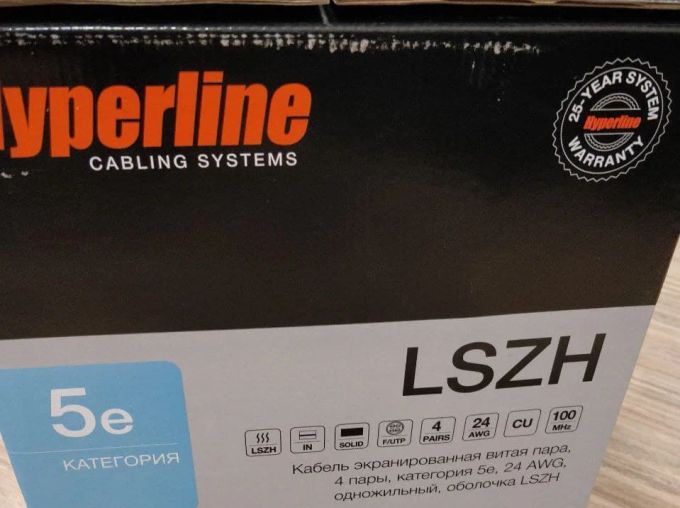 Hyperline
CABLING SYSTEMS
25-YEAR SYSTEM
Hyperline
WARRANTY
LSZH
5e
КАТЕГОРИЯ
LSZH
IN
SOLID
F/UTP
4 PAIRS
24 AWG
CU
100 MHz
Кабель экранированная витая пара,
4 пары, категория 5е, 24 AWG,
одножильный, оболочка LSZH